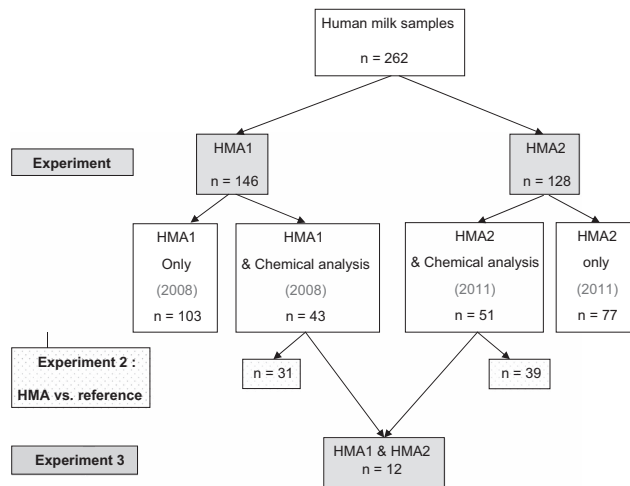 Human milk samples
n = 262
Experiment
HMA1
n = 146
HMA2
n = 128
HMA1
Only
(2008)
n = 103
HMA1
& Chemical analysis
(2008)
n = 43
HMA2
& Chemical analysis
(2011)
n = 51
HMA2
only
(2011)
n = 77
Experiment 2 :
HMA vs. reference
n = 31
n = 39
Experiment 3
HMA1 & HMA2
n = 12